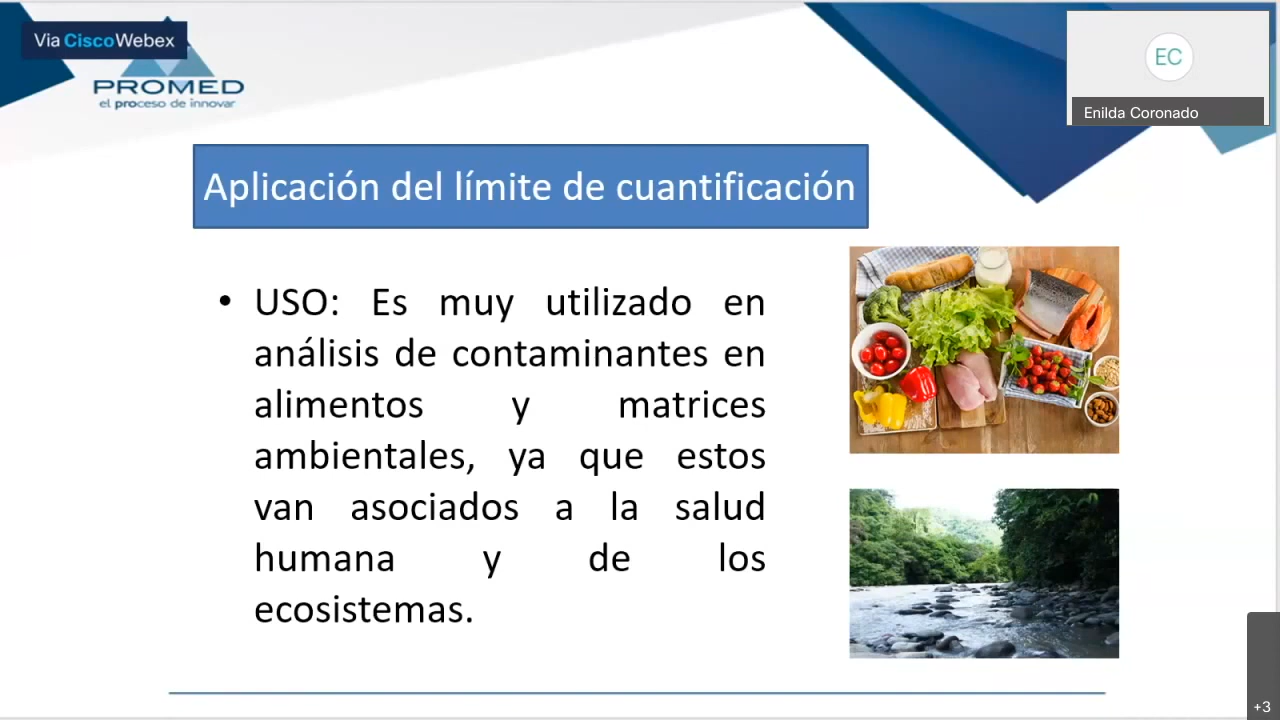 Via Cisco Webex
PROMED
el proceso de innovar
EC
Enilda Coronado
Aplicación del límite de cuantificación
• USO: Es muy utilizado en
análisis de contaminantes en
alimentos y matrices
ambientales, ya que estos
van asociados a la salud
humana y de los
ecosistemas.
+3